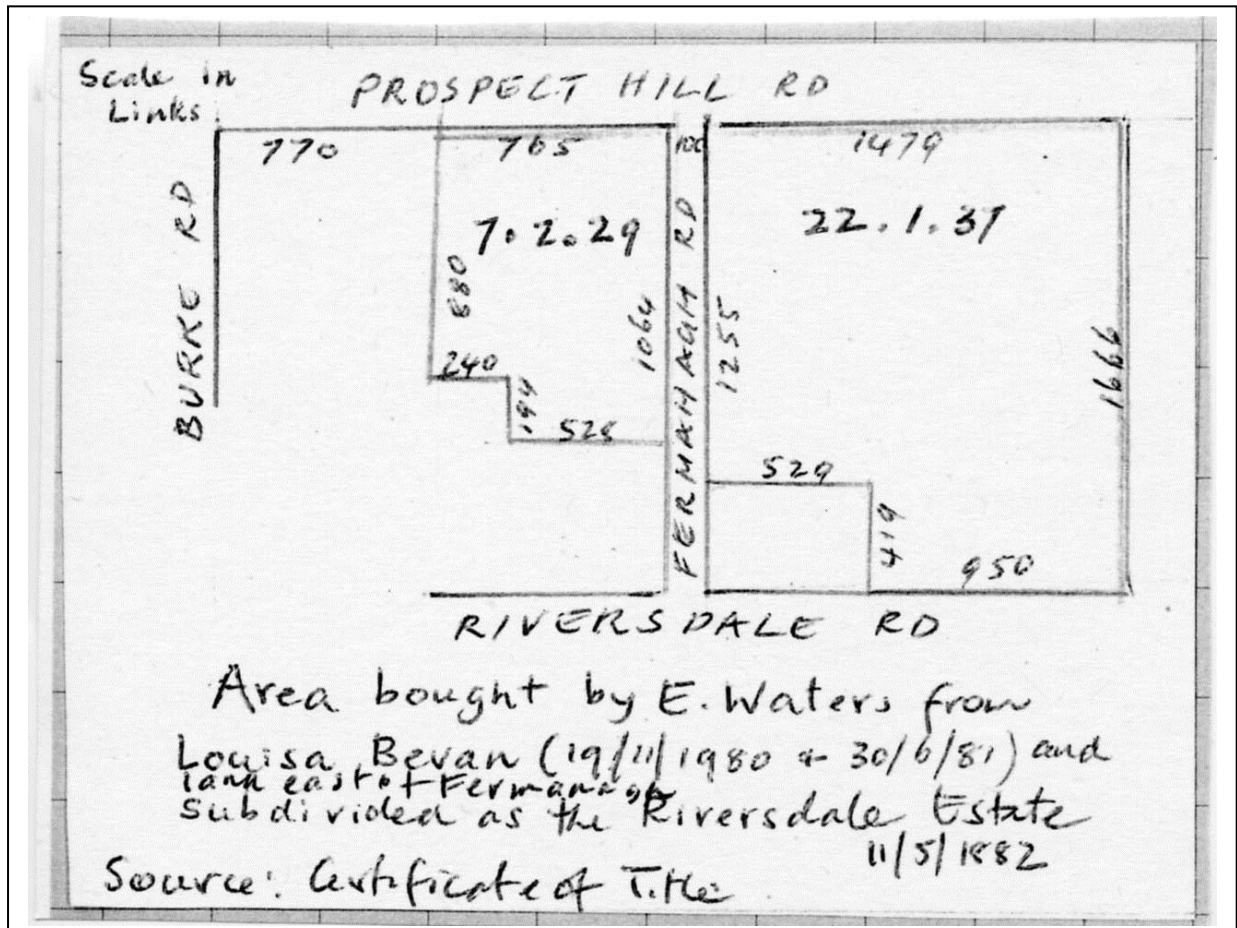 Scale in
Links
PROSPECT HILL RD
770
765
100
1479
BURKE RD
7.2.29
22.1.37
880
1064
FERMANAGH RD
1255
1666
240
194
528
529
419
950
RIVERSDALE RD
Area bought by E. Waters from
Louisa Bevan (19/11/1980 + 30/6/81) and
land east of Fermanagh
Subdivided as the Riversdale Estate
11/5/1882
Source: Certificate of Title